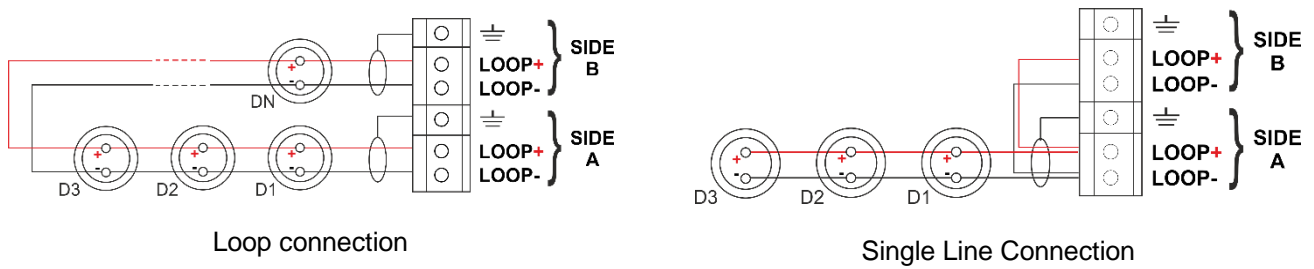 SIDE
B
LOOP+
LOOP-
+
-
DN
SIDE
A
LOOP+
LOOP-
+
-
D3
+
-
D2
+
-
D1
Loop connection
SIDE
B
LOOP+
LOOP-
SIDE
A
LOOP+
LOOP-
+
-
D3
+
-
D2
+
-
D1
Single Line Connection